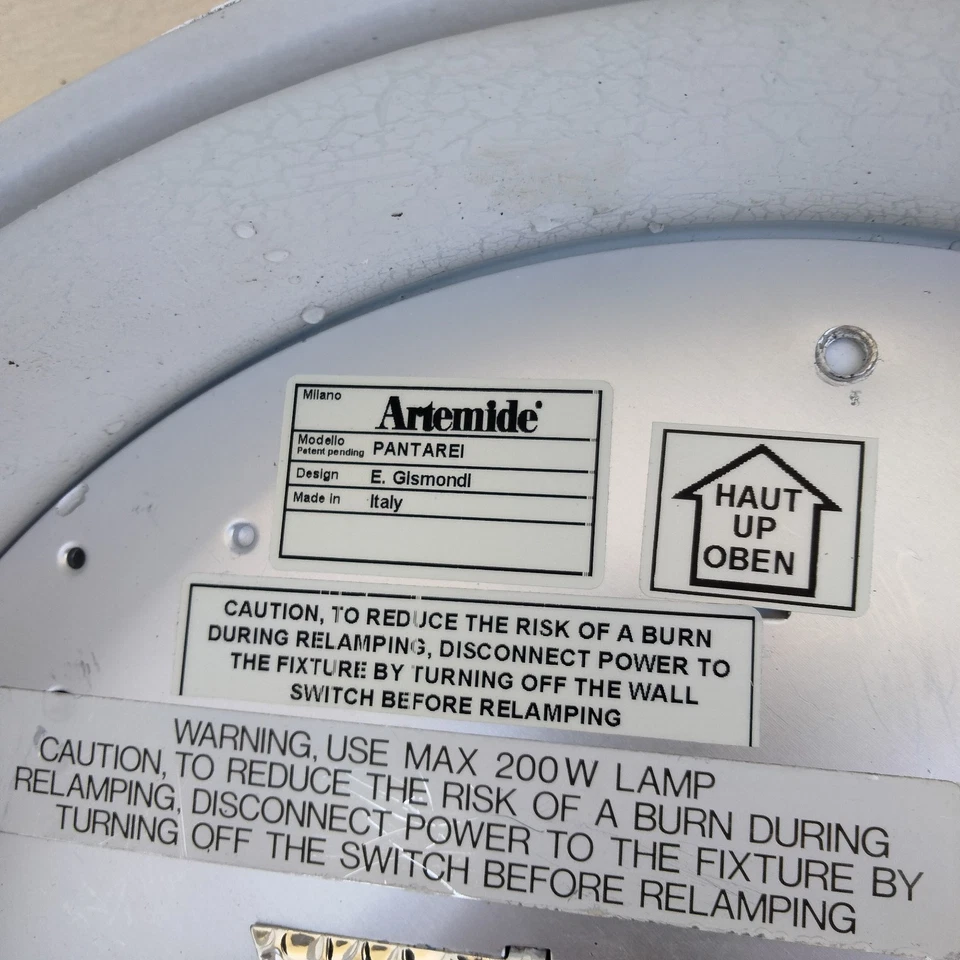 Milano
Artemide
Modello
Patent pending PANTAREI
Design E. Gismondi
Made in Italy
HAUT
UP
OBEN
CAUTION, TO REDUCE THE RISK OF A BURN
DURING RELAMPING, DISCONNECT POWER TO
THE FIXTURE BY TURNING OFF THE WALL
SWITCH BEFORE RELAMPING
WARNING, USE MAX 200W LAMP
CAUTION, TO REDUCE THE RISK OF A BURN DURING
RELAMPING, DISCONNECT POWER TO THE FIXTURE BY
TURNING OFF THE SWITCH BEFORE RELAMPING